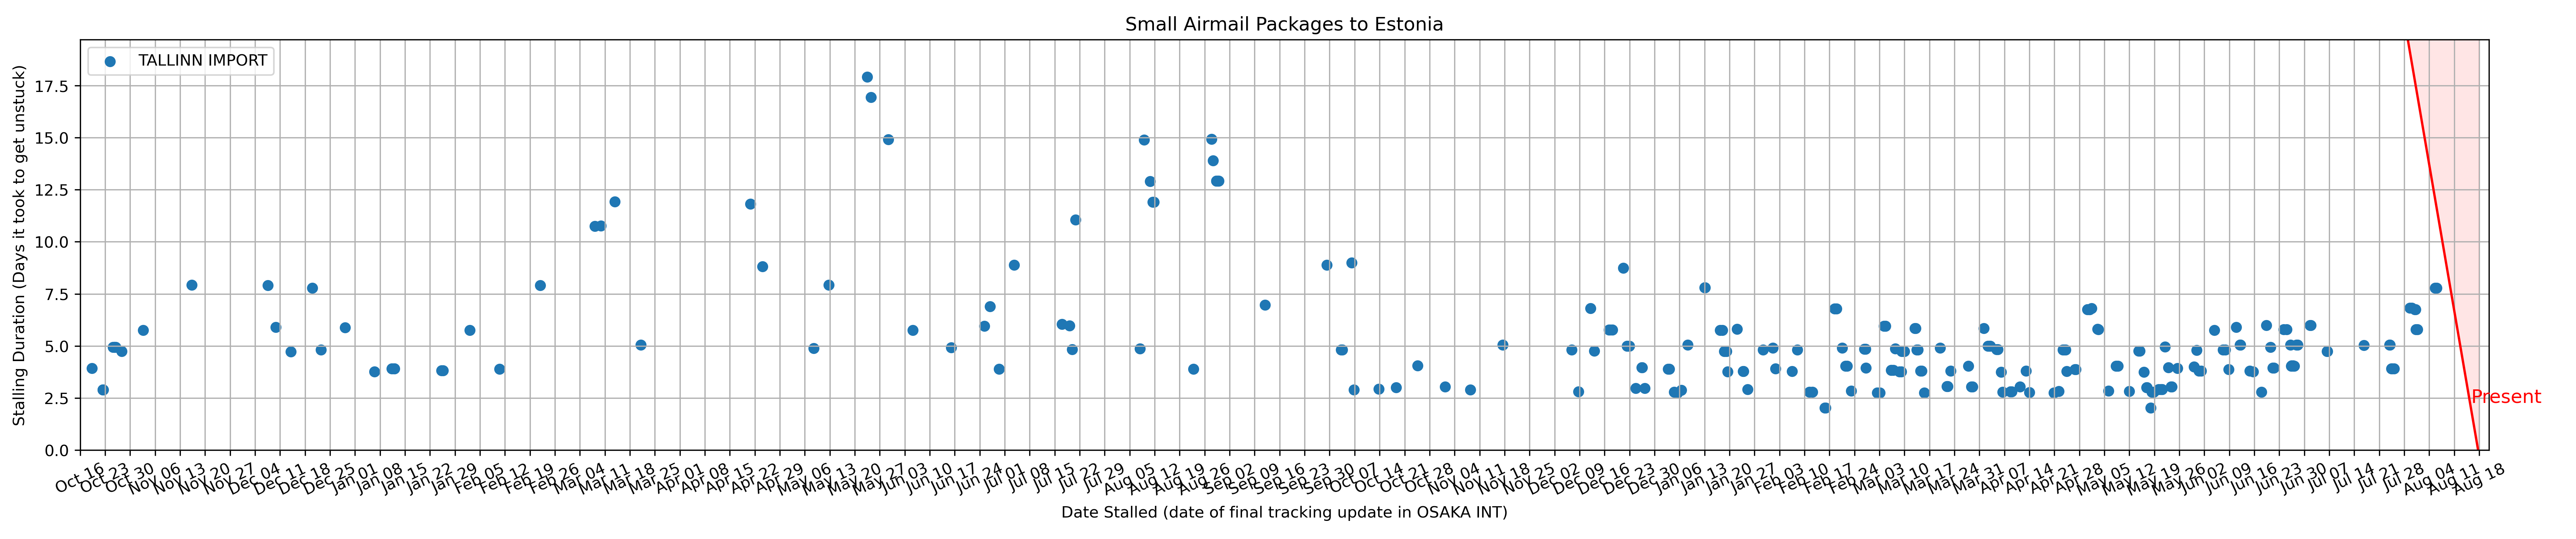 Small Airmail Packages to Estonia
TALLINN IMPORT
Stalling Duration (Days it took to get unstuck)
17.5
15.0
12.5
10.0
7.5
5.0
2.5
0.0
Present
Oct 16
Oct 23
Oct 30
Nov 06
Nov 13
Nov 20
Nov 27
Dec 04
Dec 11
Dec 18
Dec 25
Jan 01
Jan 08
Jan 15
Jan 22
Jan 29
Feb 05
Feb 12
Feb 19
Feb 26
Mar 04
Mar 11
Mar 18
Mar 25
Apr 01
Apr 08
Apr 15
Apr 22
Apr 29
May 06
May 13
May 20
May 27
Jun 03
Jun 10
Jun 17
Jun 24
Jul 01
Jul 08
Jul 15
Jul 22
Jul 29
Aug 05
Aug 12
Aug 19
Aug 26
Sep 02
Sep 09
Sep 16
Sep 23
Sep 30
Oct 07
Oct 14
Oct 21
Oct 28
Nov 04
Nov 11
Nov 18
Nov 25
Dec 02
Dec 09
Dec 16
Dec 23
Dec 30
Jan 06
Jan 13
Jan 20
Jan 27
Feb 03
Feb 10
Feb 17
Feb 24
Mar 03
Mar 10
Mar 17
Mar 24
Mar 31
Apr 07
Apr 14
Apr 21
Apr 28
May 05
May 12
May 19
May 26
Jun 02
Jun 09
Jun 16
Jun 23
Jun 30
Jul 07
Jul 14
Jul 21
Jul 28
Aug 04
Aug 11
Aug 18
Date Stalled (date of final tracking update in OSAKA INT)